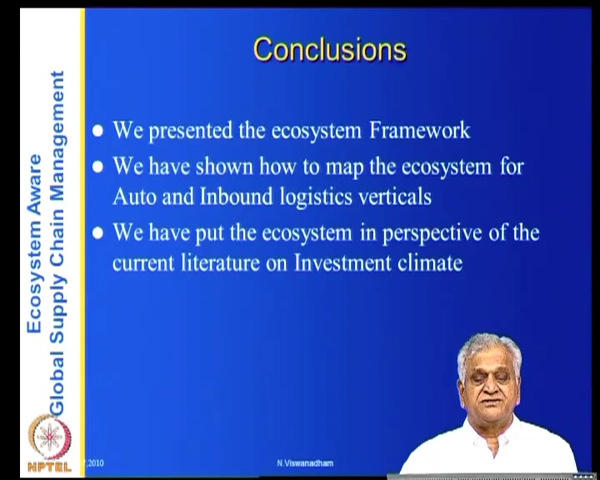 Conclusions
We presented the ecosystem Framework
We have shown how to map the ecosystem for
Auto and Inbound logistics verticals
We have put the ecosystem in perspective of the
current literature on Investment climate
Ecosystem Aware
Global Supply Chain Management
NPTEL
,2010
N.Viswanadham